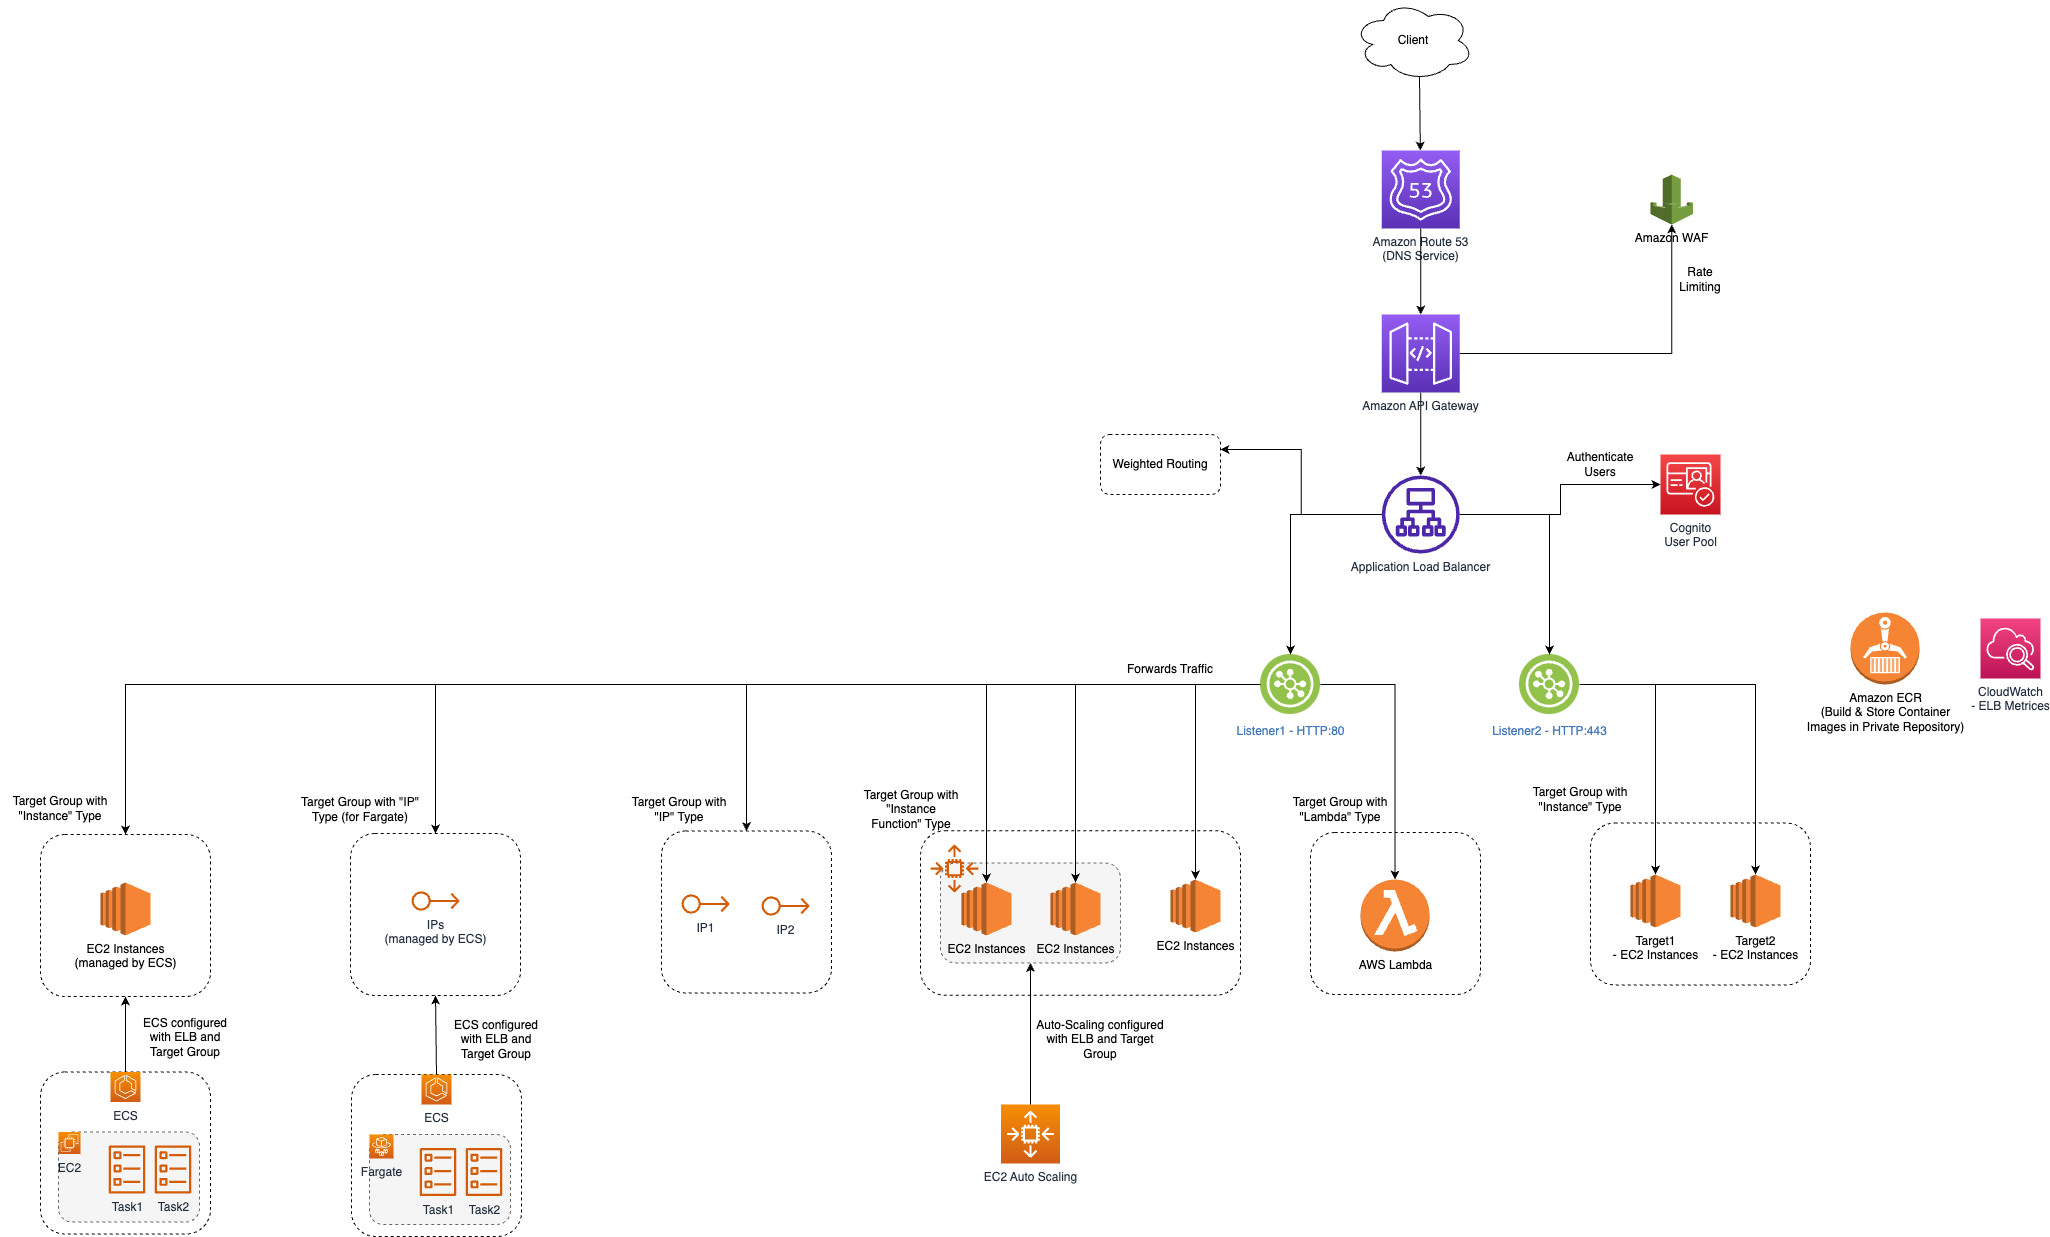 Client
53
Amazon Route 53
(DNS Service)
Amazon WAF
Rate
Limiting
</>
Amazon API Gateway
Weighted Routing
Authenticate
Users
Cognito
User Pool
Application Load Balancer
Forwards Traffic
Listener1 - HTTP:80
Listener2 - HTTP:443
Amazon ECR
(Build & Store Container
Images in Private Repository)
CloudWatch
- ELB Metrics
Target Group with
"Instance" Type
Target Group with "IP"
Type (for Fargate)
Target Group with
"IP" Type
Target Group with
"Instance
Function" Type
Target Group with
"Lambda" Type
Target Group with
"Instance" Type
EC2 Instances
(managed by ECS)
IPs
(managed by ECS)
IP1
IP2
EC2 Instances
EC2 Instances
EC2 Instances
AWS Lambda
Target1
- EC2 Instances
Target2
- EC2 Instances
ECS configured
with ELB and
Target Group
ECS configured
with ELB and
Target Group
Auto-Scaling configured
with ELB and Target
Group
ECS
EC2
Task1
Task2
ECS
Fargate
Task1
Task2
EC2 Auto Scaling